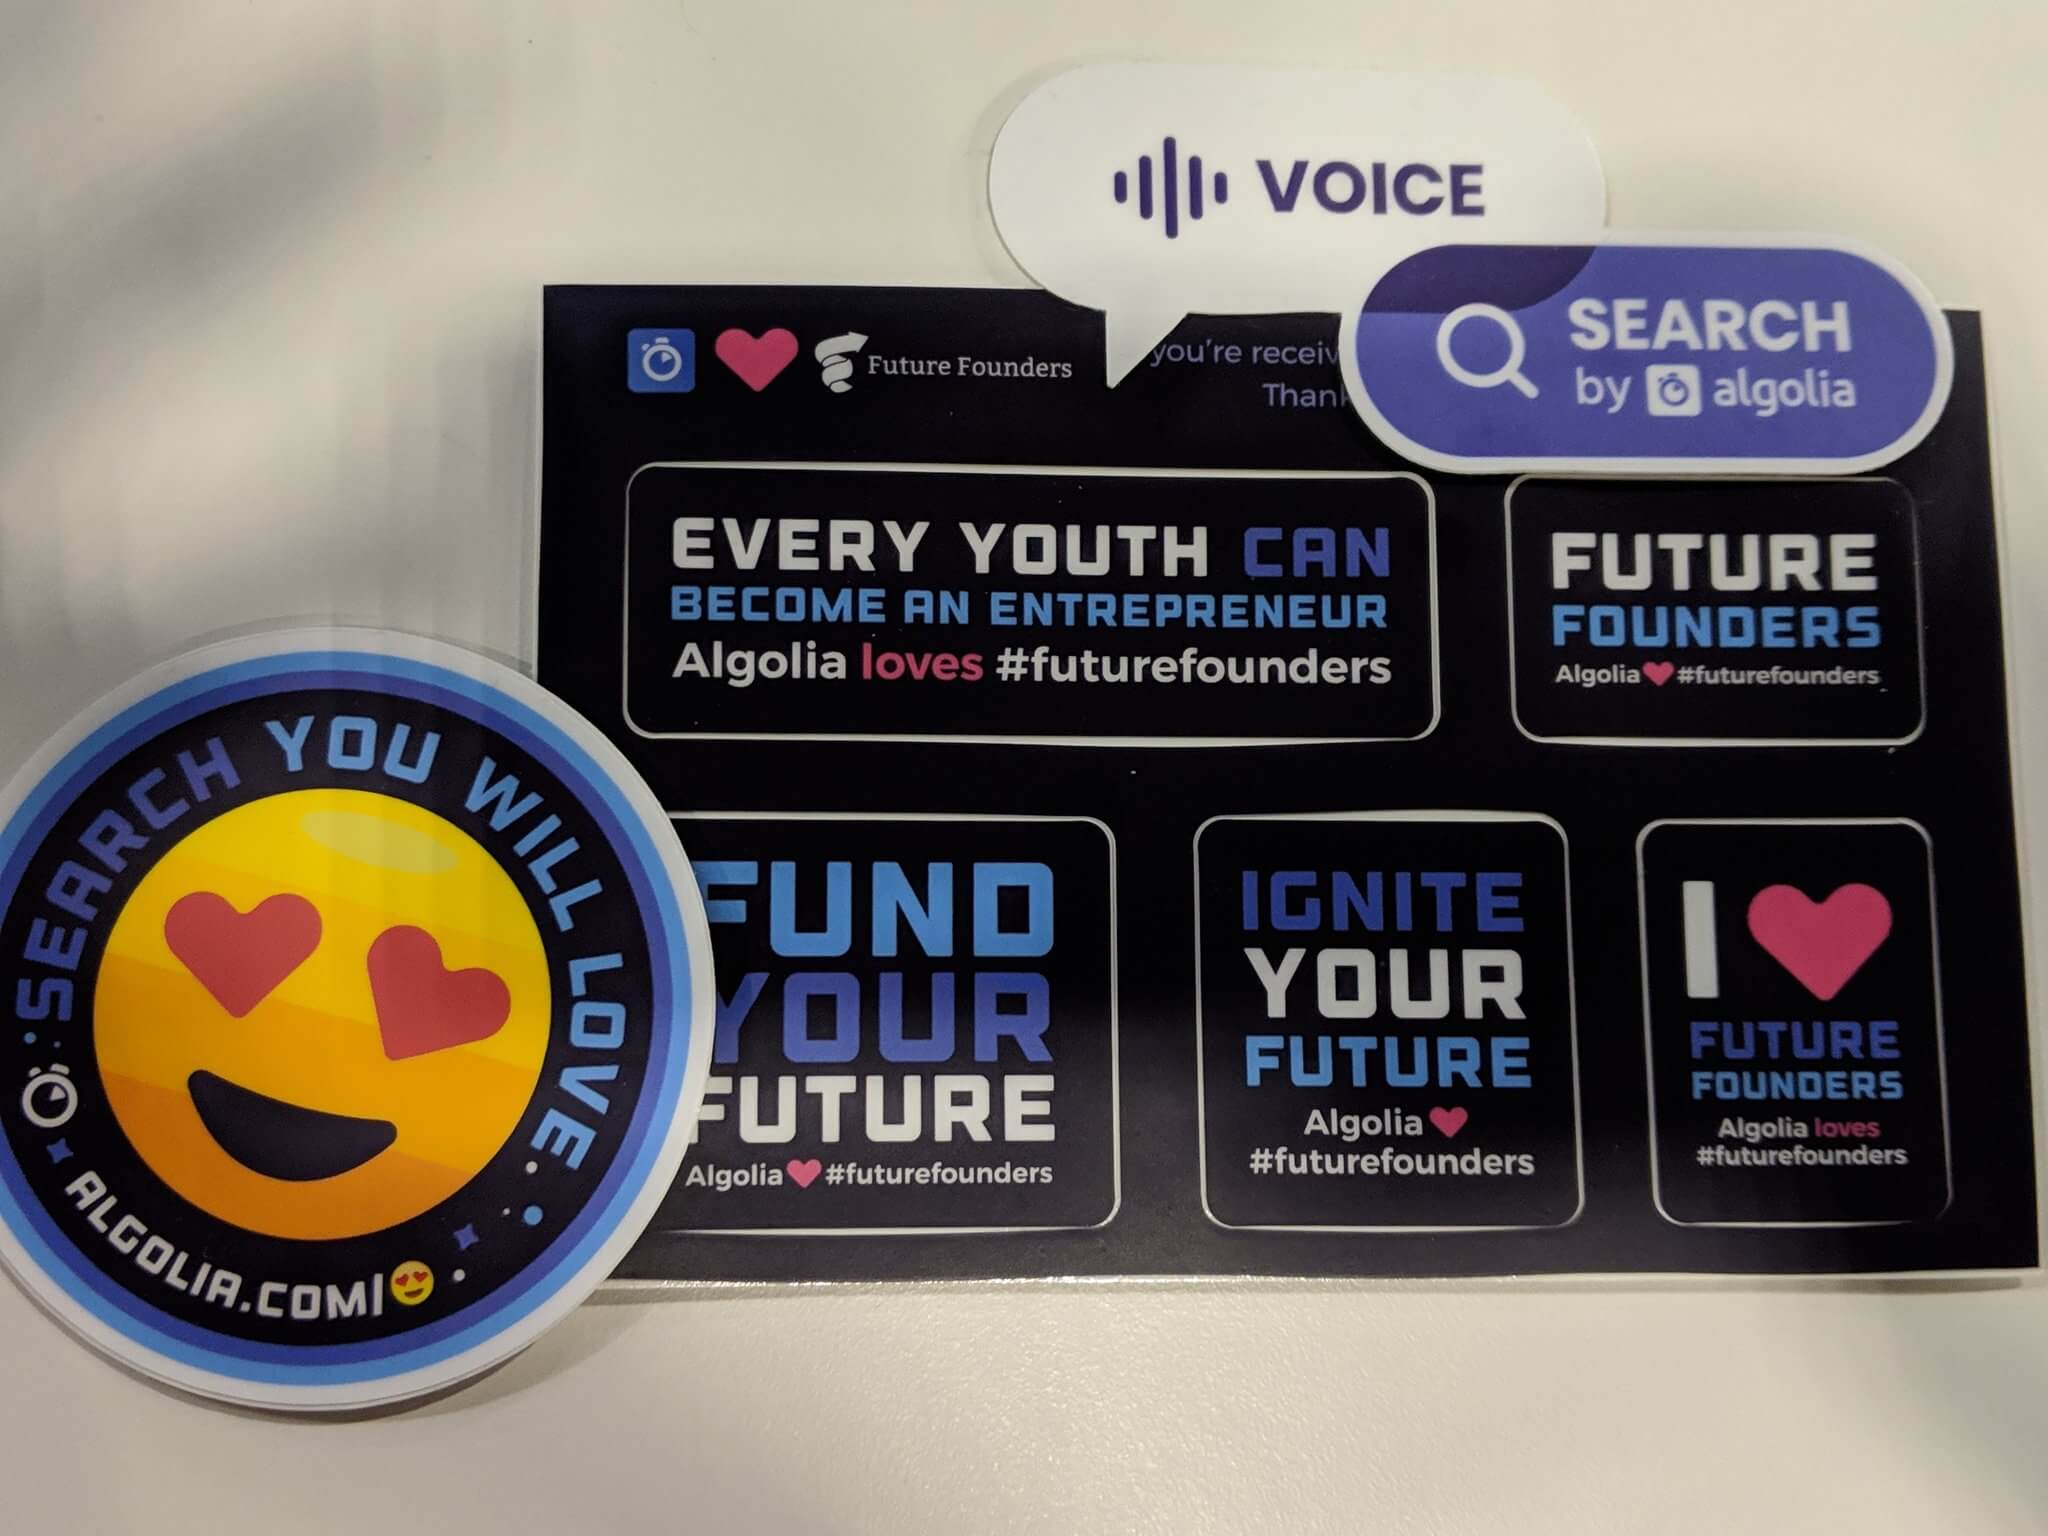 VOICE
SEARCH
by algolia
Future Founders
you're
EVERY YOUTH CAN
BECOME AN ENTREPRENEUR
Algolia loves #futurefounders
FUTURE
FOUNDERS
Algolia #futurefounders
SEARCH YOU WILL LOVE
ALGOLIA.COM/😍
FUND
YOUR
FUTURE
Algolia #futurefounders
IGNITE
YOUR
FUTURE
Algolia
#futurefounders
I
FUTURE
FOUNDERS
Algolia loves
#futurefounders